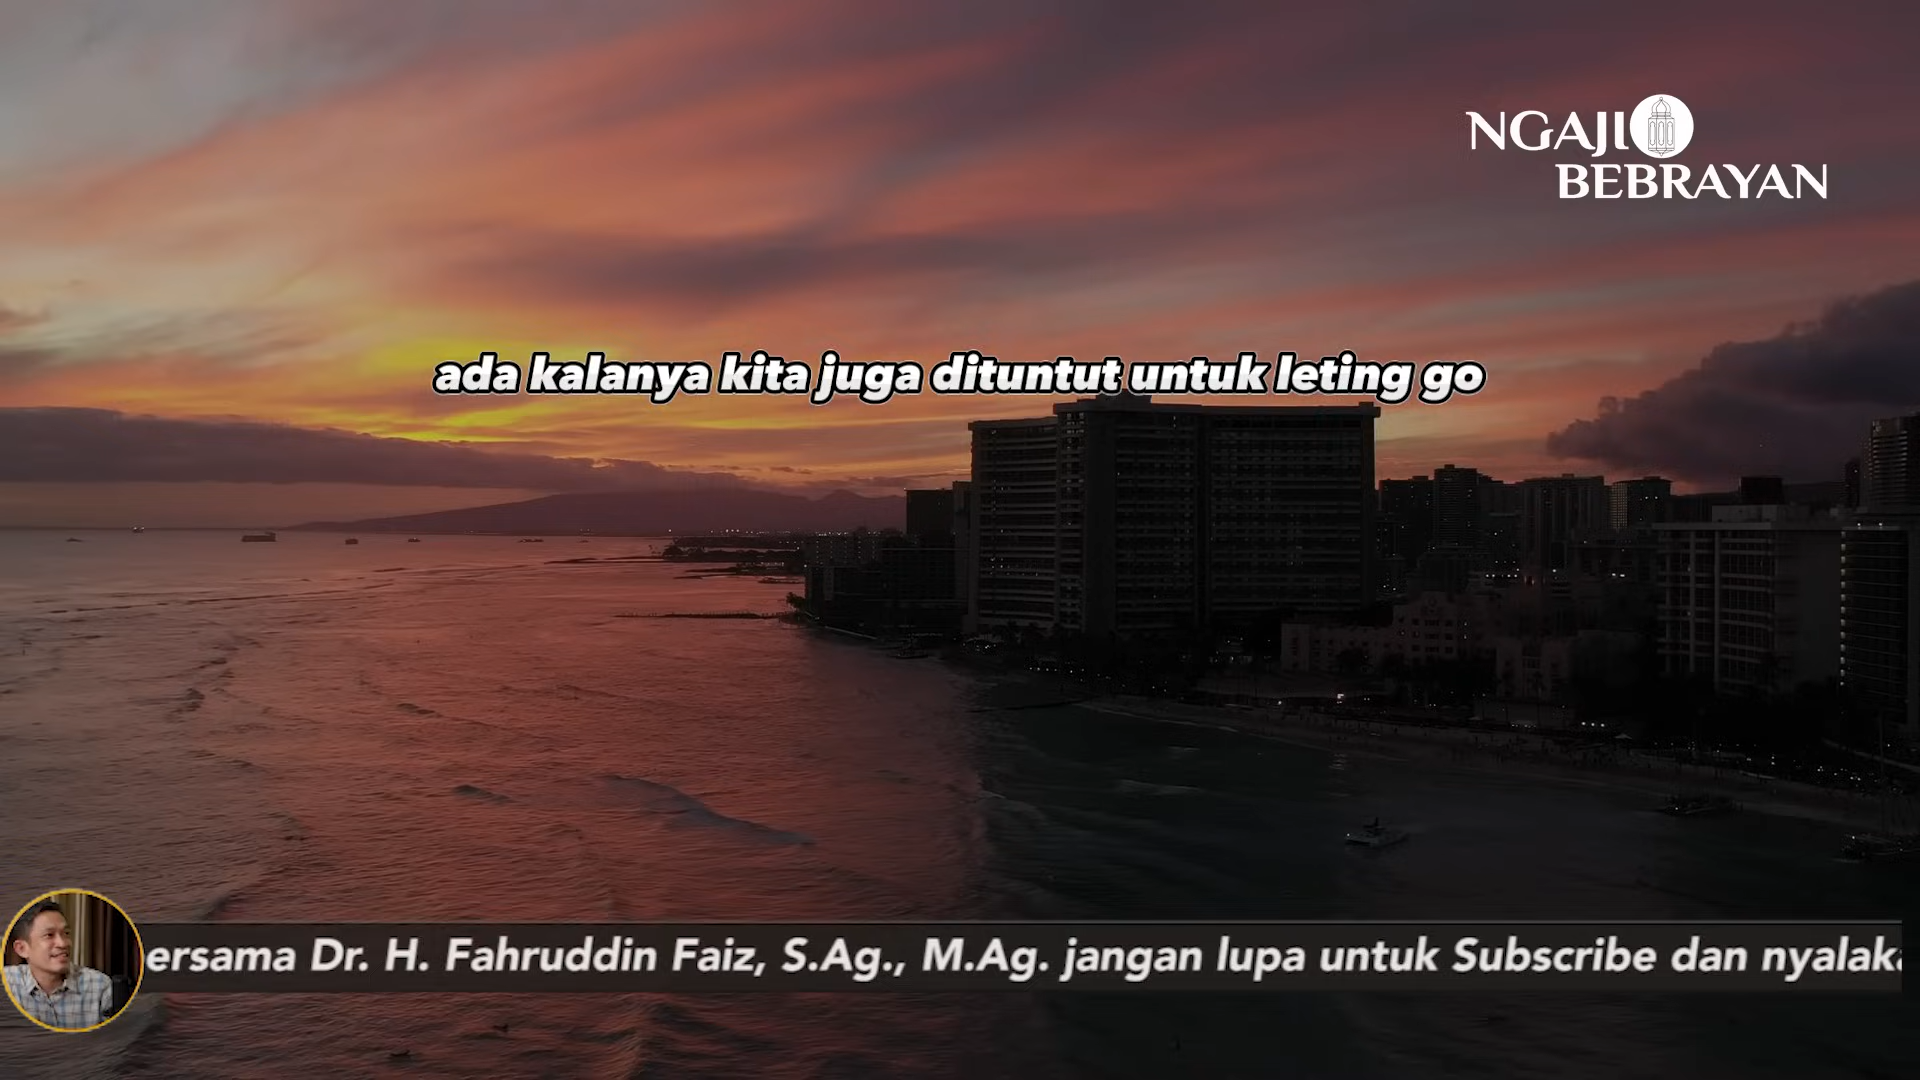 NGAJI
BEBRAYAN
ada kalanya kita juga dituntut untuk leting go
ersama Dr. H. Fahruddin Faiz, S.Ag., M.Ag. jangan lupa untuk Subscribe dan nyalaka